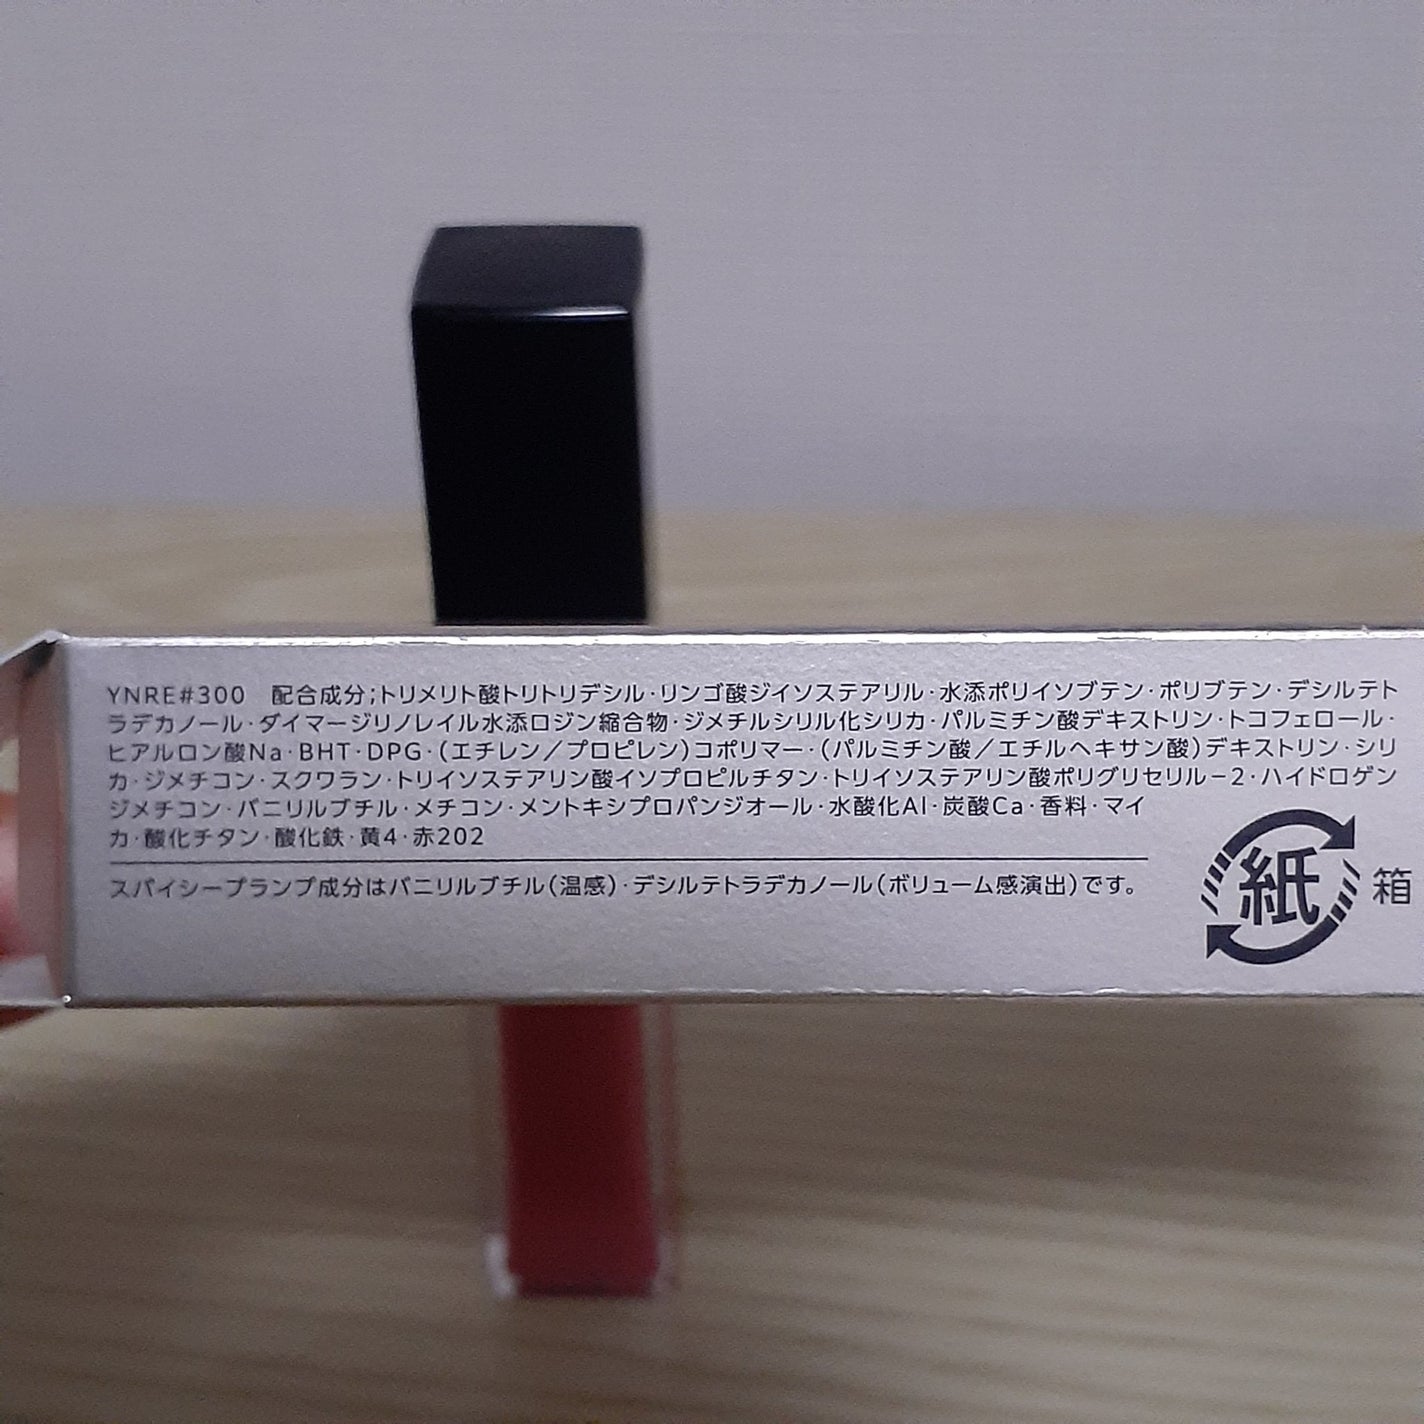 YNRE#300　配合成分;トリメリト酸トリトリデシル・リンゴ酸ジイソステアリル・水添ポリイソブテン・ポリブテン・デシルテト
ラデカノール・ダイマージリノレイル水添ロジン縮合物・ジメチルシリル化シリカ・パルミチン酸デキストリン・トコフェロール・
ヒアルロン酸Na・BHT・DPG・(エチレン／プロピレン)コポリマー・(パルミチン酸／エチルヘキサン酸)デキストリン・シリ
カ・ジメチコン・スクワラン・トリイソステアリン酸イソプロピルチタン・トリイソステアリン酸ポリグリセリル－2・ハイドロゲン
ジメチコン・バニリルブチル・メチコン・メントキシプロパンジオール・水酸化Al・炭酸Ca・香料・マイ
カ・酸化チタン・酸化鉄・黄4・赤202
スパイシープランプ成分はバニリルブチル(温感)・デシルテトラデカノール(ボリューム感演出)です。
紙 箱